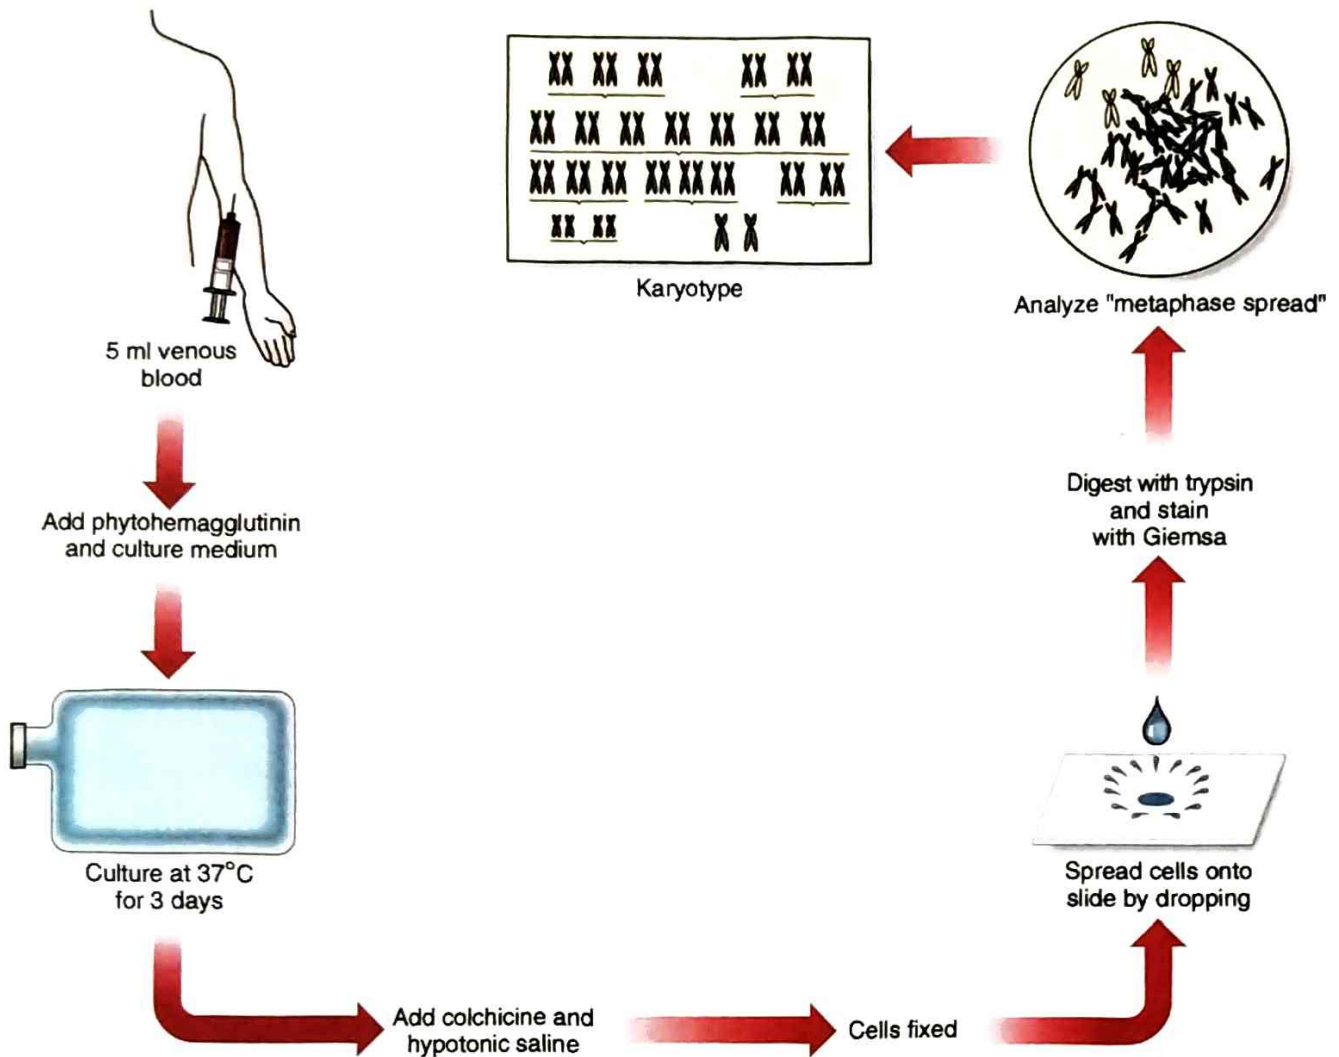 5 ml venous
blood
Add phytohemagglutinin
and culture medium
Culture at 37°C
for 3 days
Add colchicine and
hypotonic saline
Cells fixed
Spread cells onto
slide by dropping
Digest with trypsin
and stain
with Giemsa
Analyze "metaphase spread"
Karyotype